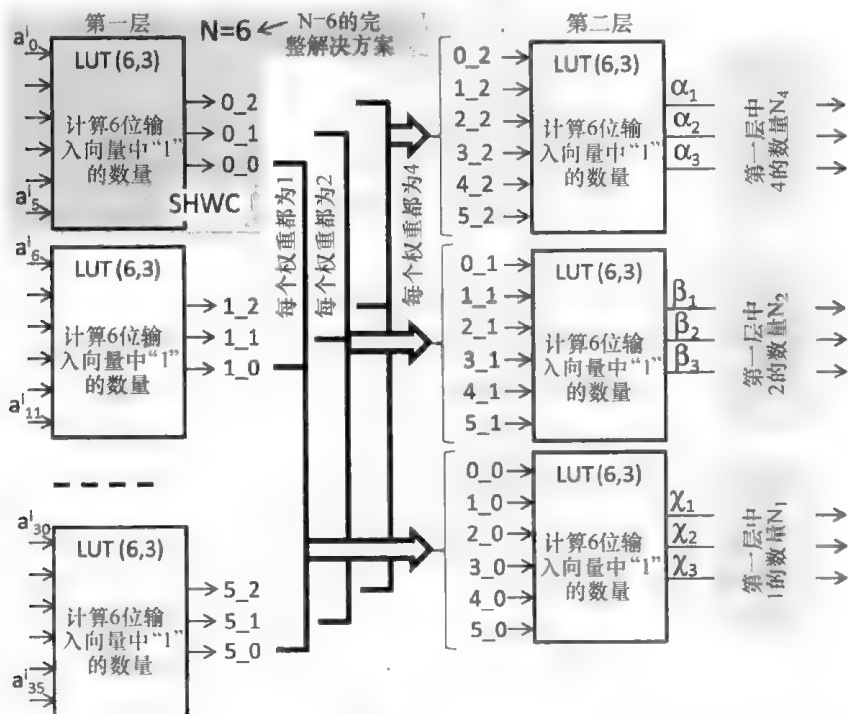 第一层
N=6
N-6的完
整解决方案
a^i_0
LUT(6,3)
计算6位输
入向量中“1”
的数量
a^i_5
0_2
0_1
0_0
SHWC
a^i_6
LUT(6,3)
计算6位输
入向量中“1”
的数量
a^i_11
1_2
1_1
1_0
a^i_30
LUT(6,3)
计算6位输
入向量中“1”
的数量
a^i_35
5_2
5_1
5_0
每个权重都为1
每个权重都为2
每个权重都为4
第二层
0_2
1_2
2_2
3_2
4_2
5_2
LUT(6,3)
计算6位输
入向量中“1”
的数量
α1
α2
α3
第一层中
4的数量N4
0_1
1_1
2_1
3_1
4_1
5_1
LUT(6,3)
计算6位输
入向量中“1”
的数量
β1
β2
β3
第一层中
2的数量N2
0_0
1_0
2_0
3_0
4_0
5_0
LUT(6,3)
计算6位输
入向量中“1”
的数量
χ1
χ2
χ3
第一层中
1的数量N1